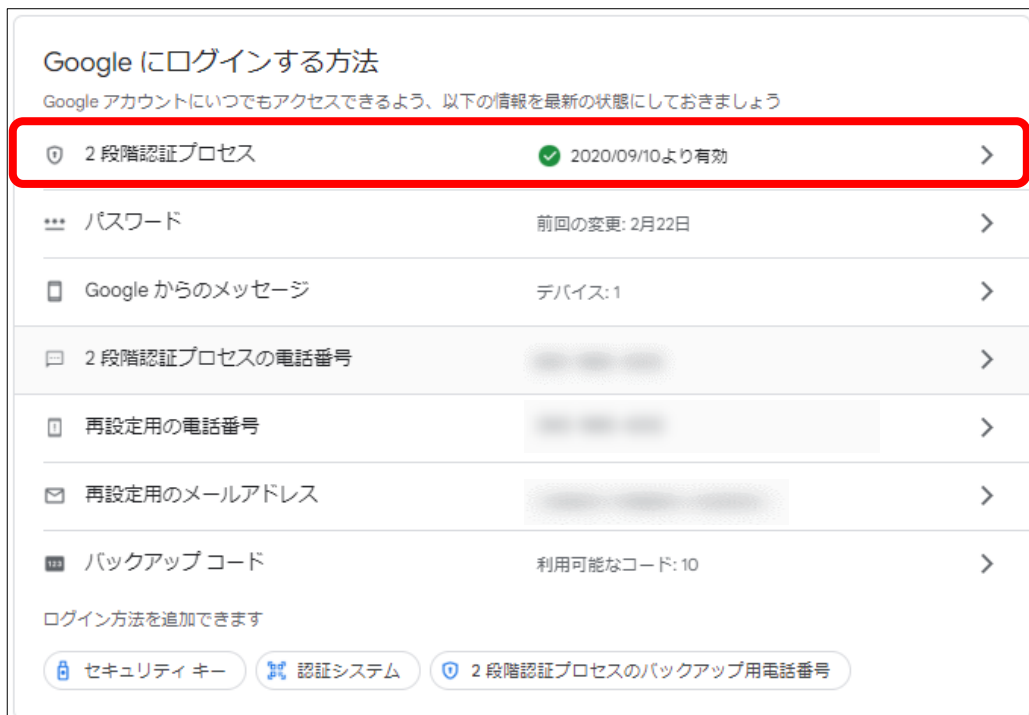 Google にログインする方法
Google アカウントにいつでもアクセスできるよう、以下の情報を最新の状態にしておきましょう
2 段階認証プロセス 2020/09/10より有効
パスワード 前回の変更: 2月22日
Google からのメッセージ デバイス: 1
2 段階認証プロセスの電話番号
再設定用の電話番号
再設定用のメールアドレス
123 バックアップ コード 利用可能なコード: 10
ログイン方法を追加できます
セキュリティ キー 認証システム 2 段階認証プロセスのバックアップ用電話番号